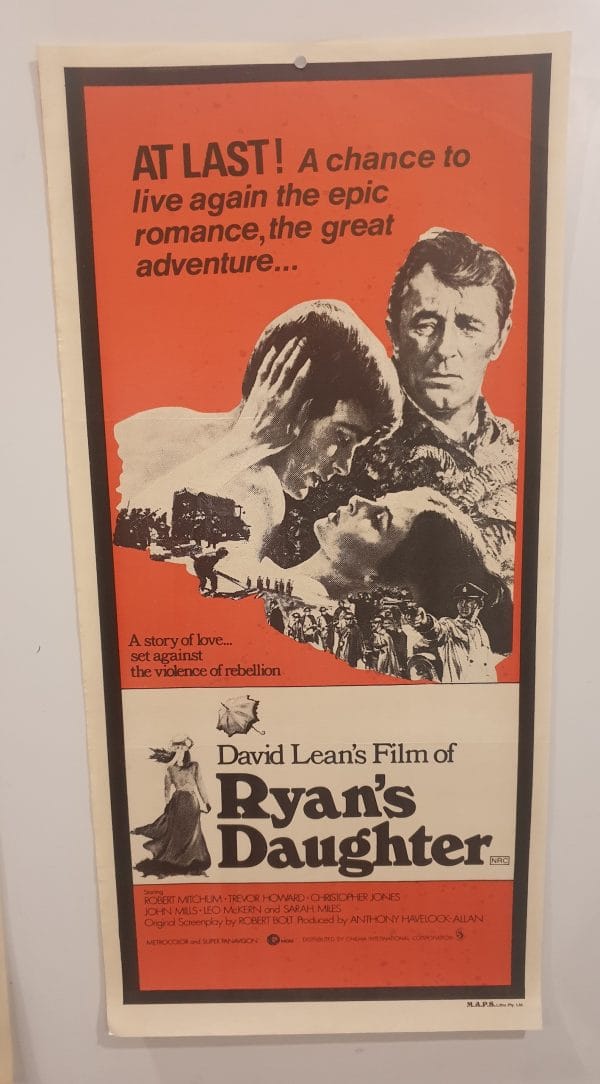 AT LAST! A chance to
live again the epic
romance, the great
adventure...
A story of love...
set against
the violence of rebellion
David Lean's Film of
Ryan's
Daughter
NRC
Starring
ROBERT MITCHUM · TREVOR HOWARD · CHRISTOPHER JONES
JOHN MILLS · LEO McKERN and SARAH MILES
Original Screenplay by ROBERT BOLT Produced by ANTHONY HAVELOCK-ALLAN
METROCOLOR and SUPER PANAVISION MGM DISTRIBUTED BY CINEMA INTERNATIONAL CORPORATION
M.A.P.S. Litho Pty. Ltd.